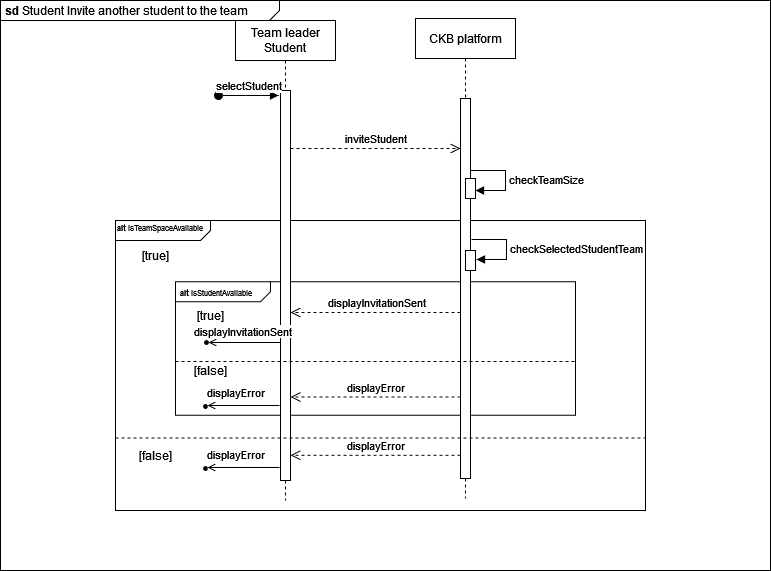 sd Student Invite another student to the team
Team leader
Student
CKB platform
selectStudent
inviteStudent
checkTeamSize
alt isTeamSpaceAvailable
[true]
checkSelectedStudentTeam
alt isStudentAvailable
[true]
displayInvitationSent
displayInvitationSent
[false]
displayError
displayError
[false]
displayError
displayError